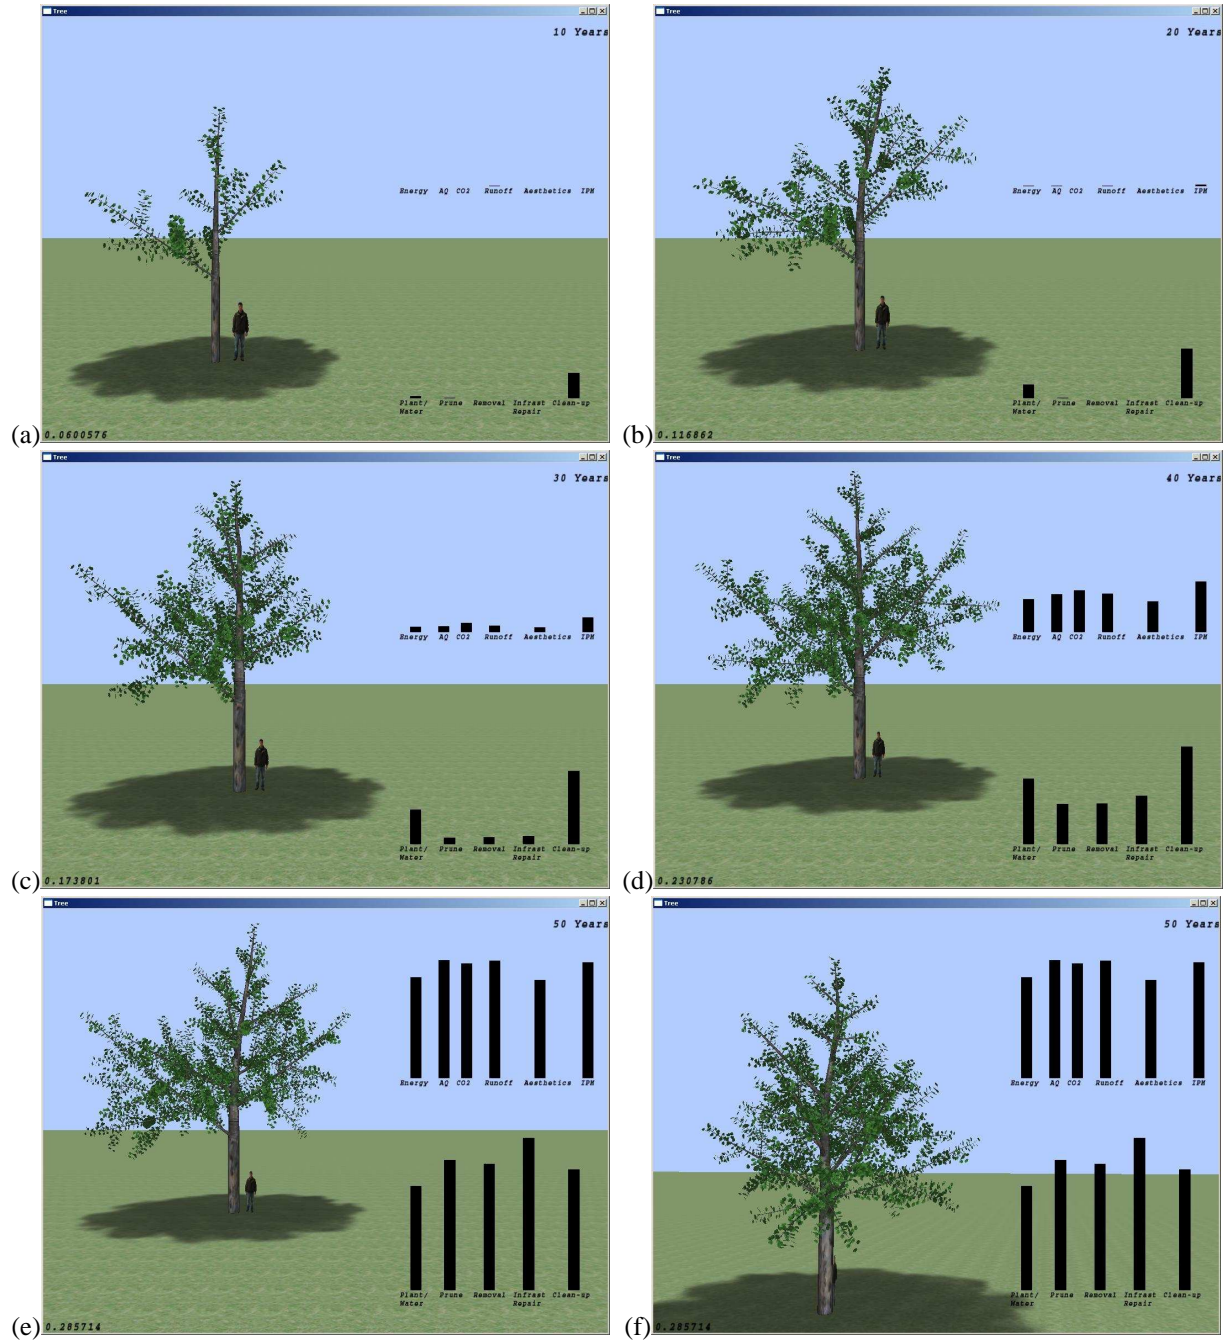 Tree
10 Years
Energy AQ CO2 Runoff Aesthetics IPM
Plant/ Prune Removal Infrast Clean-up
Water Repair
(a)
0.0600576
Tree
20 Years
Energy AQ CO2 Runoff Aesthetics IPM
Plant/ Prune Removal Infrast Clean-up
Water Repair
(b)
0.116862
Tree
30 Years
Energy AQ CO2 Runoff Aesthetics IPM
Plant/ Prune Removal Infrast Clean-up
Water Repair
(c)
0.173801
Tree
40 Years
Energy AQ CO2 Runoff Aesthetics IPM
Plant/ Prune Removal Infrast Clean-up
Water Repair
(d)
0.230786
Tree
50 Years
Energy AQ CO2 Runoff Aesthetics IPM
Plant/ Prune Removal Infrast Clean-up
Water Repair
(e)
0.285714
Tree
50 Years
Energy AQ CO2 Runoff Aesthetics IPM
Plant/ Prune Removal Infrast Clean-up
Water Repair
(f)
0.285714